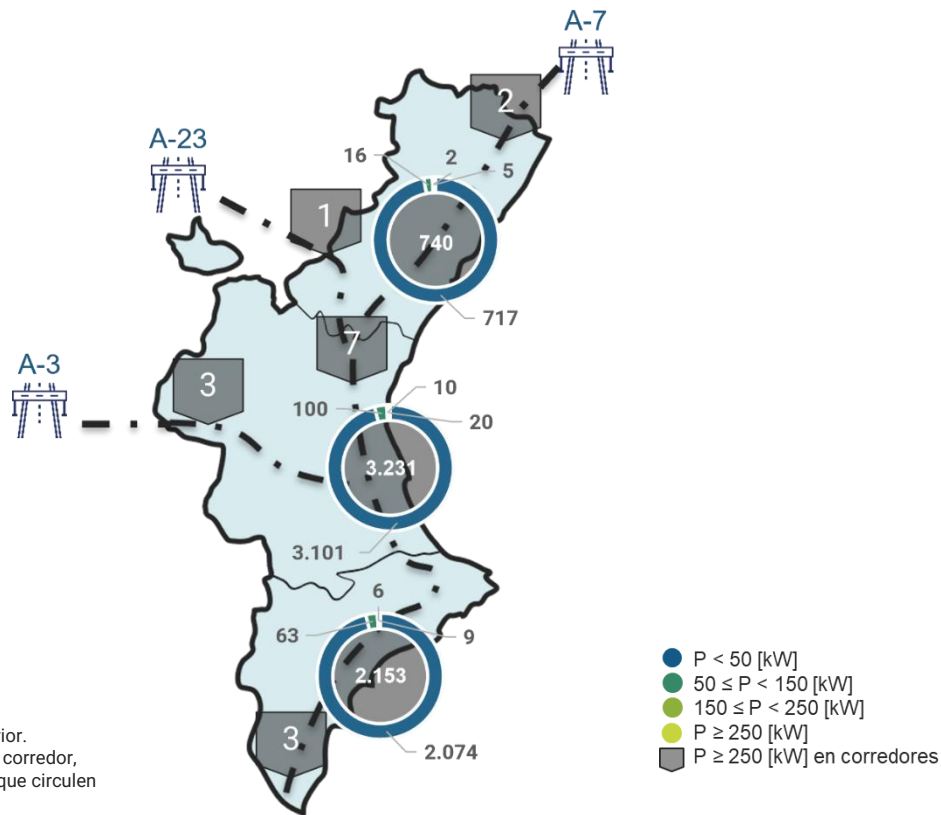 A-7
2
A-23
16
2
5
1
740
717
7
A-3
3
10
100
20
3.231
3.101
6
63
9
2.153
3
2.074
P < 50 [kW]
50 ≤ P < 150 [kW]
150 ≤ P < 250 [kW]
P ≥ 250 [kW]
P ≥ 250 [kW] en corredores
rior.
corredor,
que circulen